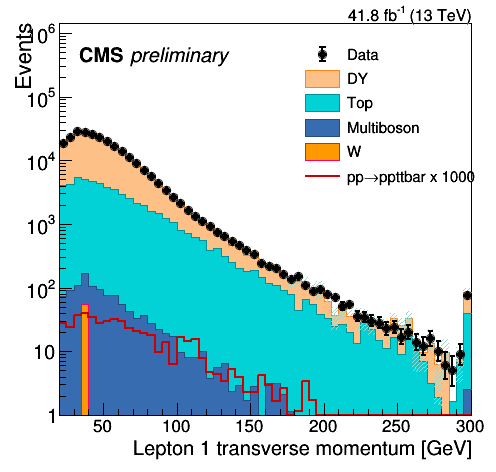 41.8 fb⁻¹ (13 TeV)
Events
CMS preliminary
Data
DY
Top
Multiboson
W
pp→ppttbar x 1000
10⁶
10⁵
10⁴
10³
10²
10
1
50 100 150 200 250 300
Lepton 1 transverse momentum [GeV]